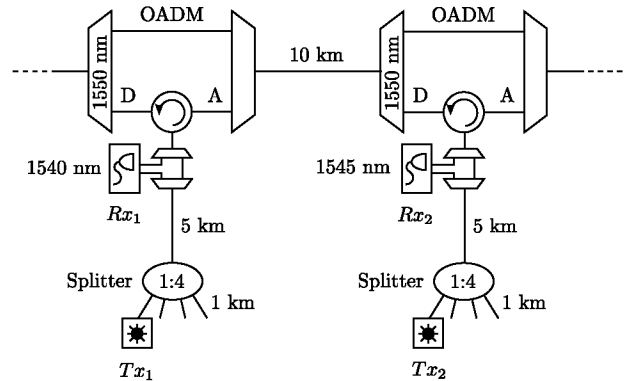 OADM
OADM
10 km
1550 nm
1550 nm
D
A
D
A
1540 nm
1545 nm
Rx₁
Rx₂
5 km
5 km
Splitter
1:4
Splitter
1:4
1 km
1 km
Tx₁
Tx₂